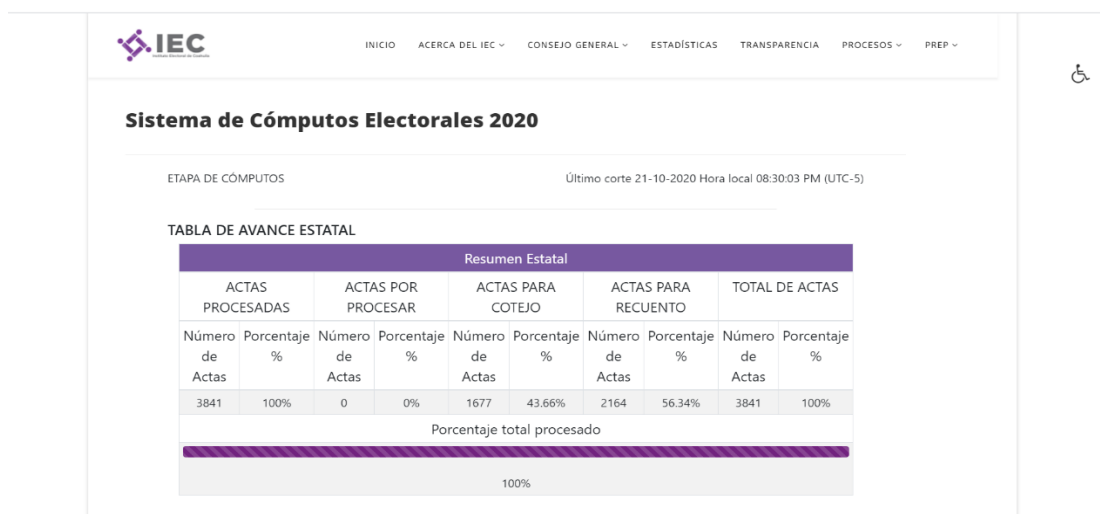 IEC
Instituto Electoral de Coahuila
INICIO ACERCA DEL IEC CONSEJO GENERAL ESTADÍSTICAS TRANSPARENCIA PROCESOS PREP
Sistema de Cómputos Electorales 2020
ETAPA DE CÓMPUTOS Último corte 21-10-2020 Hora local 08:30:03 PM (UTC-5)
TABLA DE AVANCE ESTATAL
Resumen Estatal
ACTAS PROCESADAS ACTAS POR PROCESAR ACTAS PARA COTEJO ACTAS PARA RECUENTO TOTAL DE ACTAS
Número de Actas Porcentaje % Número de Actas Porcentaje % Número de Actas Porcentaje % Número de Actas Porcentaje % Número de Actas Porcentaje %
3841 100% 0 0% 1677 43.66% 2164 56.34% 3841 100%
Porcentaje total procesado
100%